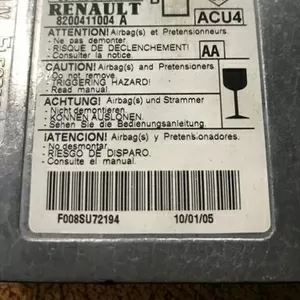 RENAULT
8200411004 A
ACU4
AA
ATTENTION! Airbag(s) et Pretensionneurs.
- Ne pas demonter.
- RISQUE DE DECLENCHEMENT!
- Consulter la notice.
CAUTION! Airbag(s) and Pretensioners
- Do not remove
- TRIGGERING HAZARD!
- Read manual.
ACHTUNG! Airbag(s) und Strammer
- Nicht demontieren
- KONNEN AUSLONEN.
- Sehen Sie die Bedienungsanleitung.
ATENCION! Airbag(s) y Pretensionadores.
- No desmontar
- RIESGO DE DISPARO.
- Consulte el manual.
F008SU72194 10/01/05